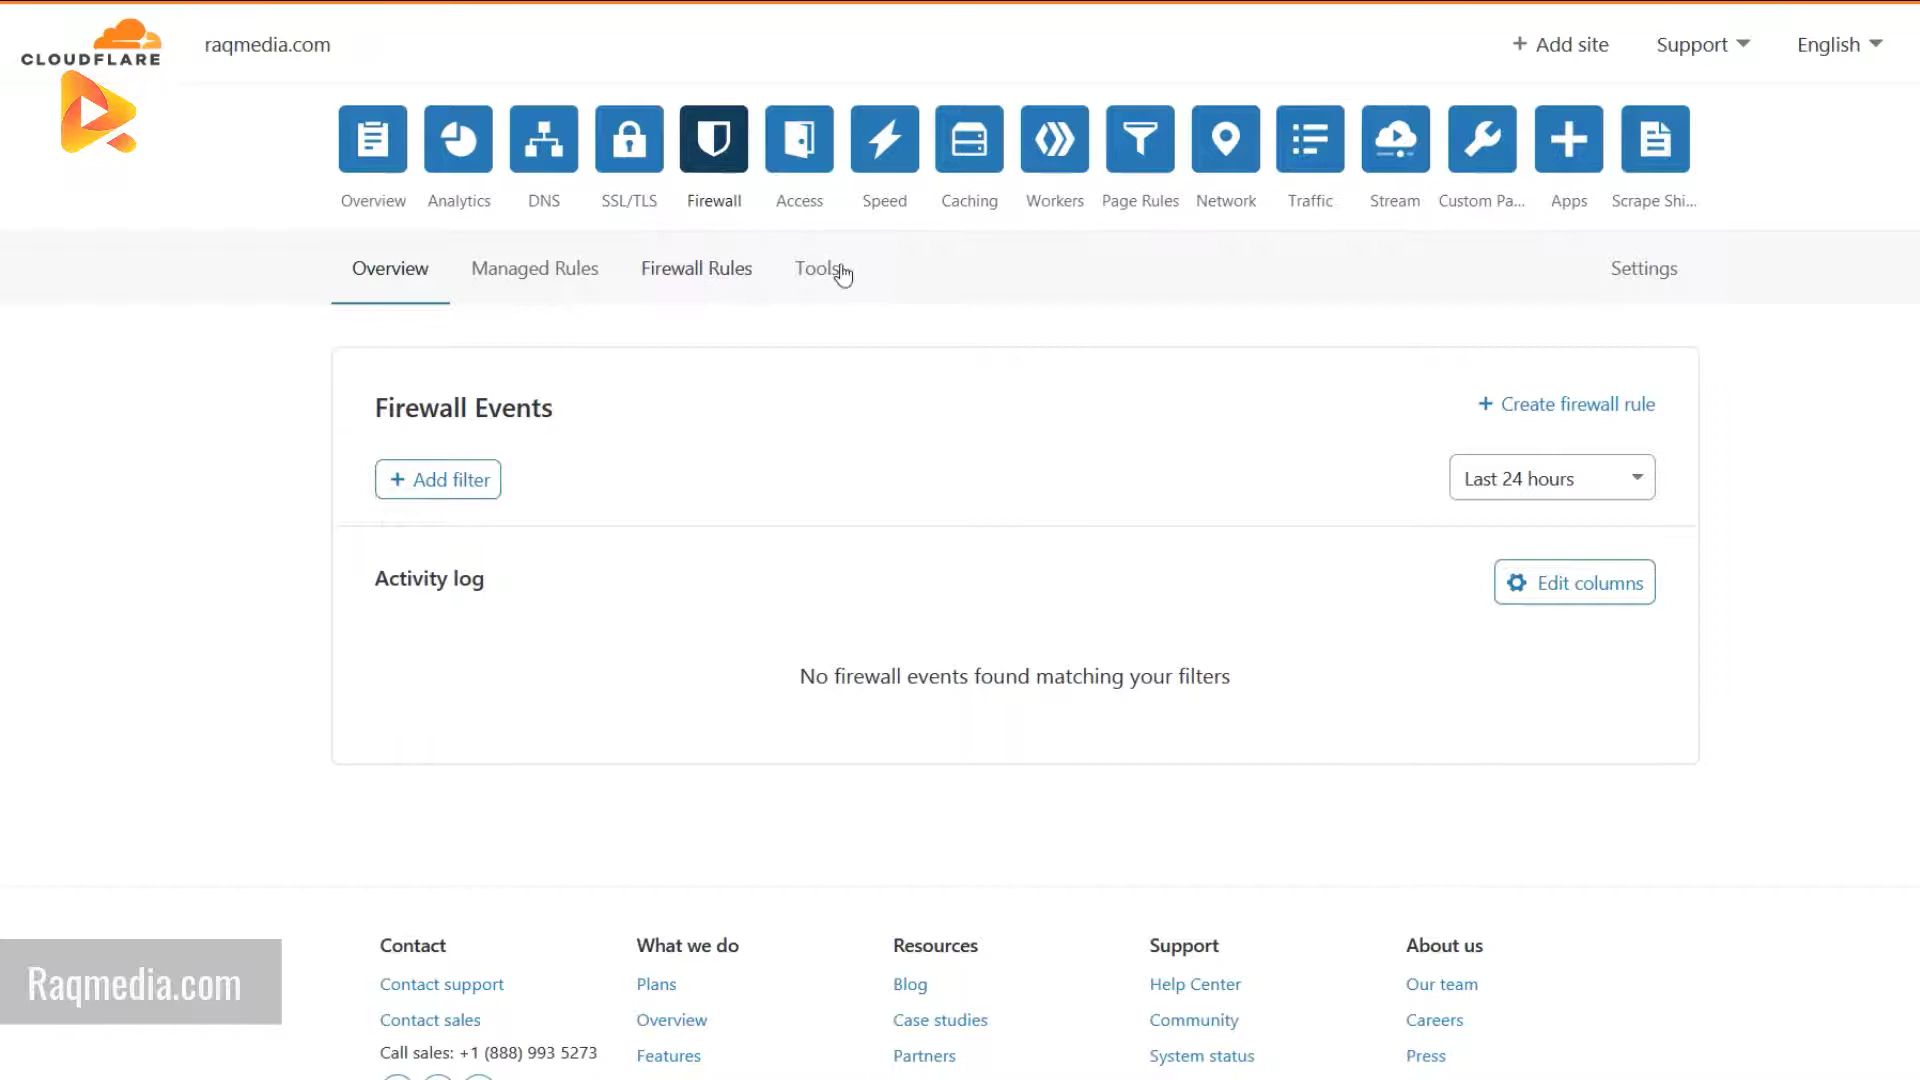 CLOUDFLARE
raqmedia.com
+ Add site
Support
English
Overview
Analytics
DNS
SSL/TLS
Firewall
Access
Speed
Caching
Workers
Page Rules
Network
Traffic
Stream
Custom Pa...
Apps
Scrape Shi...
Overview
Managed Rules
Firewall Rules
Tools
Settings
Firewall Events
+ Create firewall rule
+ Add filter
Last 24 hours
Activity log
Edit columns
No firewall events found matching your filters
Contact
Contact support
Contact sales
Call sales: +1 (888) 993 5273
What we do
Plans
Overview
Features
Resources
Blog
Case studies
Partners
Support
Help Center
Community
System status
About us
Our team
Careers
Press
Raqmedia.com